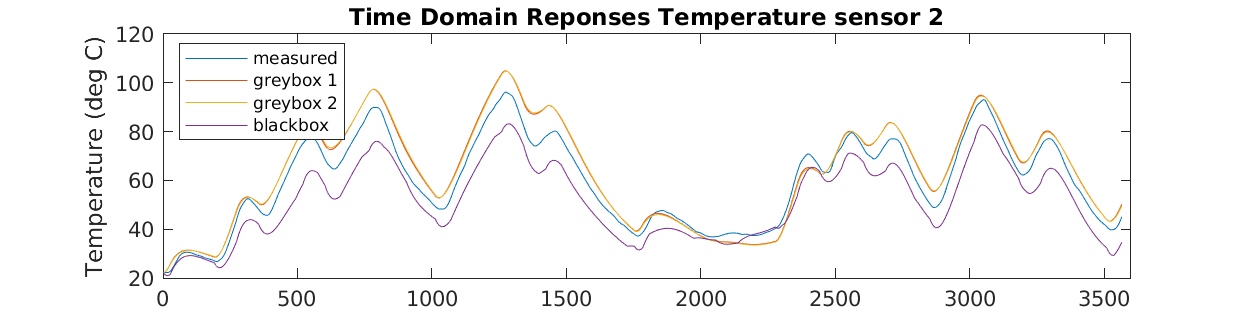 Time Domain Reponses Temperature sensor 2
Temperature (deg C)
120
100
80
60
40
20
measured
greybox 1
greybox 2
blackbox
0
500
1000
1500
2000
2500
3000
3500